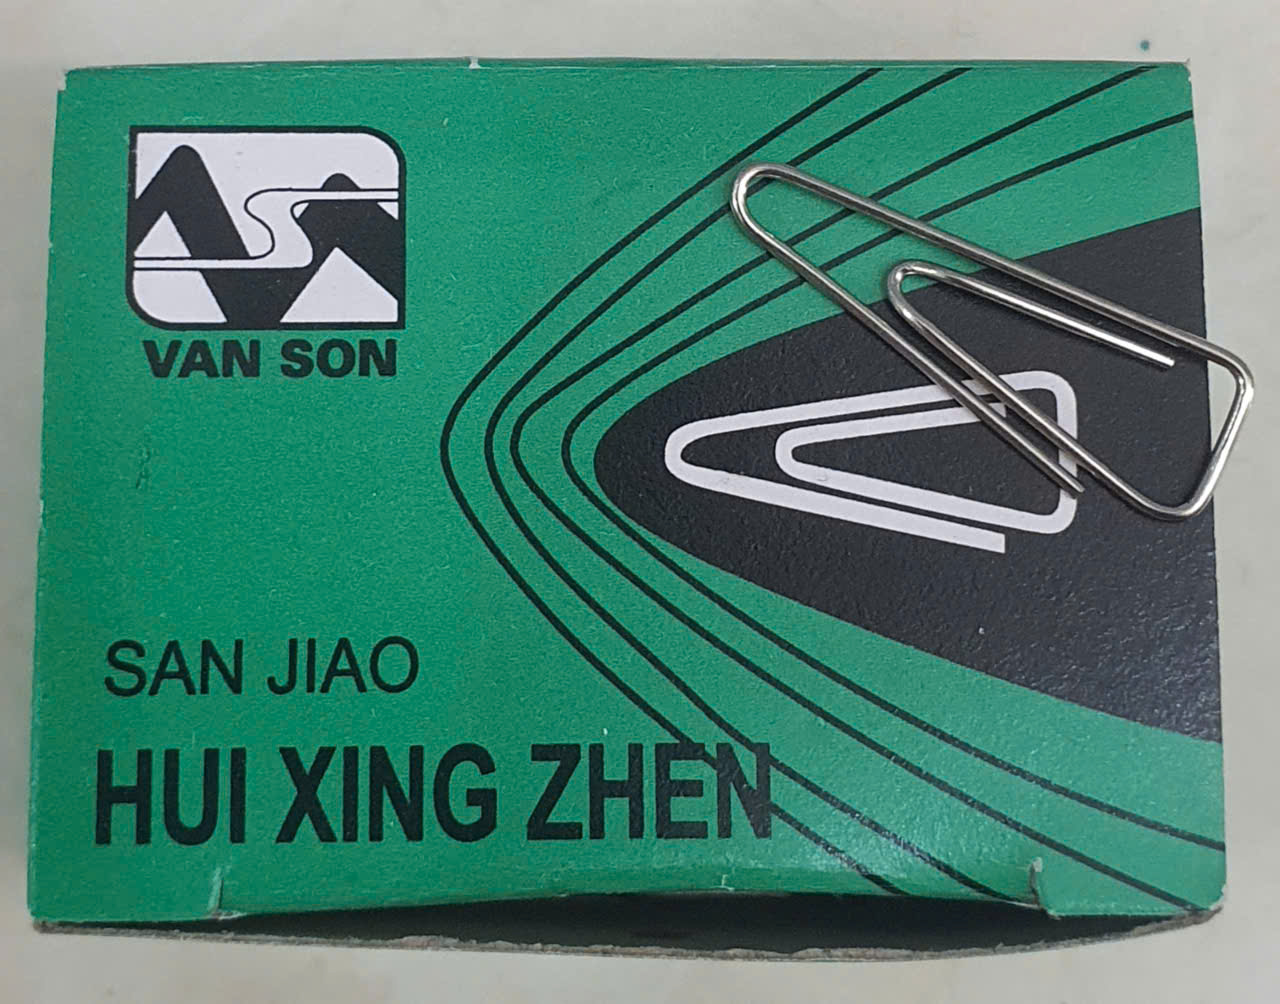 VAN SON
SAN JIAO
HUI XING ZHEN